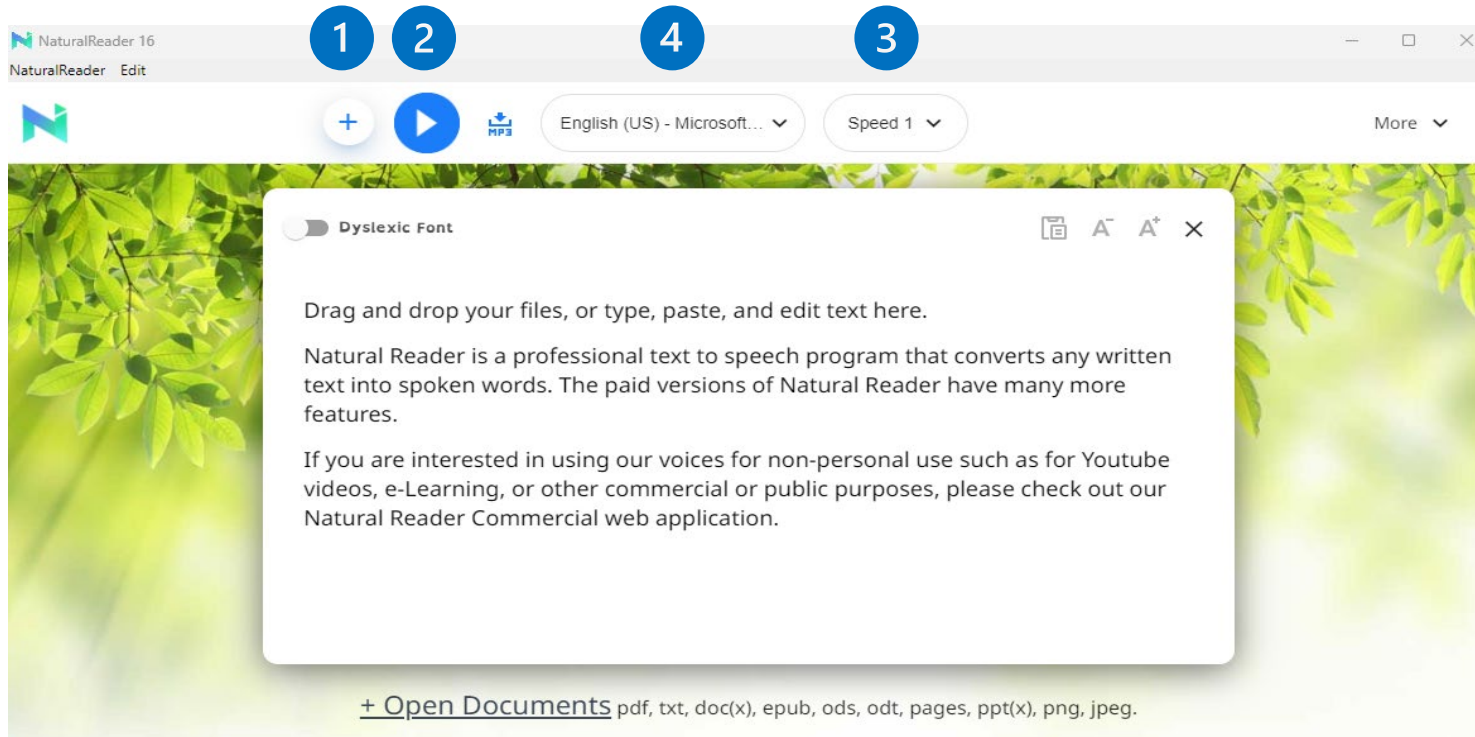 1 2 4 3
NaturalReader 16
NaturalReader Edit
+ MP3 English (US) - Microsoft... Speed 1 More
Dyslexic Font A- A+
Drag and drop your files, or type, paste, and edit text here.
Natural Reader is a professional text to speech program that converts any written
text into spoken words. The paid versions of Natural Reader have many more
features.
If you are interested in using our voices for non-personal use such as for Youtube
videos, e-Learning, or other commercial or public purposes, please check out our
Natural Reader Commercial web application.
+ Open Documents pdf, txt, doc(x), epub, ods, odt, pages, ppt(x), png, jpeg.